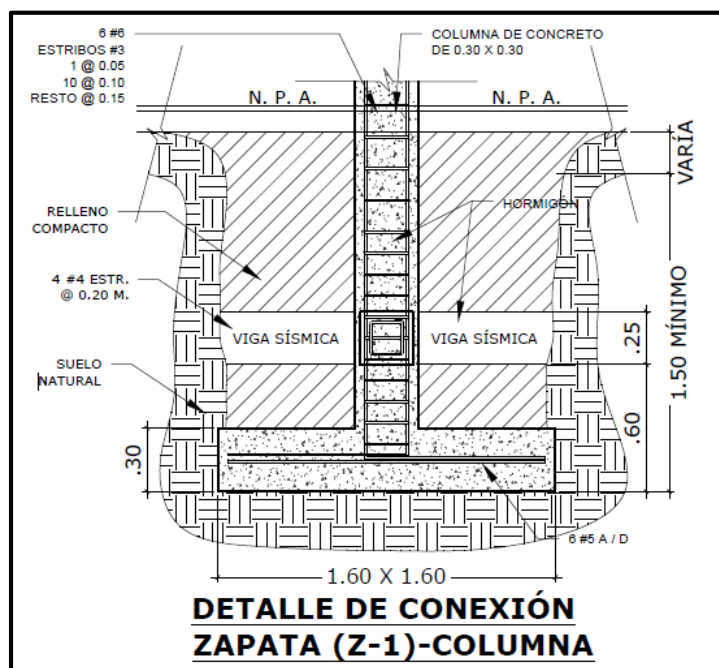 6 #6
ESTRIBOS #3
1 @ 0.05
10 @ 0.10
RESTO @ 0.15
COLUMNA DE CONCRETO
DE 0.30 X 0.30
N. P. A.
N. P. A.
VARÍA
RELLENO
COMPACTO
HORMIGÓN
4 #4 ESTR.
@ 0.20 M.
VIGA SÍSMICA
VIGA SÍSMICA
.25
1.50 MÍNIMO
SUELO
NATURAL
.60
.30
6 #5 A / D
1.60 X 1.60
DETALLE DE CONEXIÓN
ZAPATA (Z-1)-COLUMNA